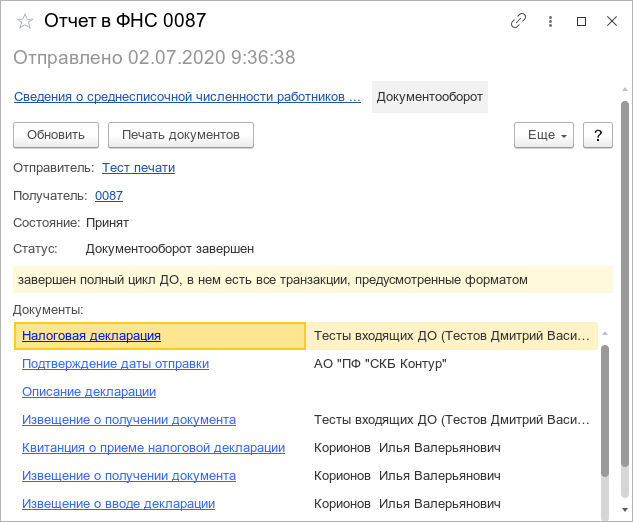 Отчет в ФНС 0087
Отправлено 02.07.2020 9:36:38
Сведения о среднесписочной численности работников ... Документооборот
Обновить Печать документов Еще ?
Отправитель: Тест печати
Получатель: 0087
Состояние: Принят
Статус: Документооборот завершен
завершен полный цикл ДО, в нем есть все транзакции, предусмотренные форматом
Документы:
Налоговая декларация Тесты входящих ДО (Тестов Дмитрий Васи...
Подтверждение даты отправки АО "ПФ "СКБ Контур"
Описание декларации
Извещение о получении документа Тесты входящих ДО (Тестов Дмитрий Васи...
Квитанция о приеме налоговой декларации Корионов Илья Валерьянович
Извещение о получении документа Корионов Илья Валерьянович
Извещение о вводе декларации Корионов Илья Валерьянович